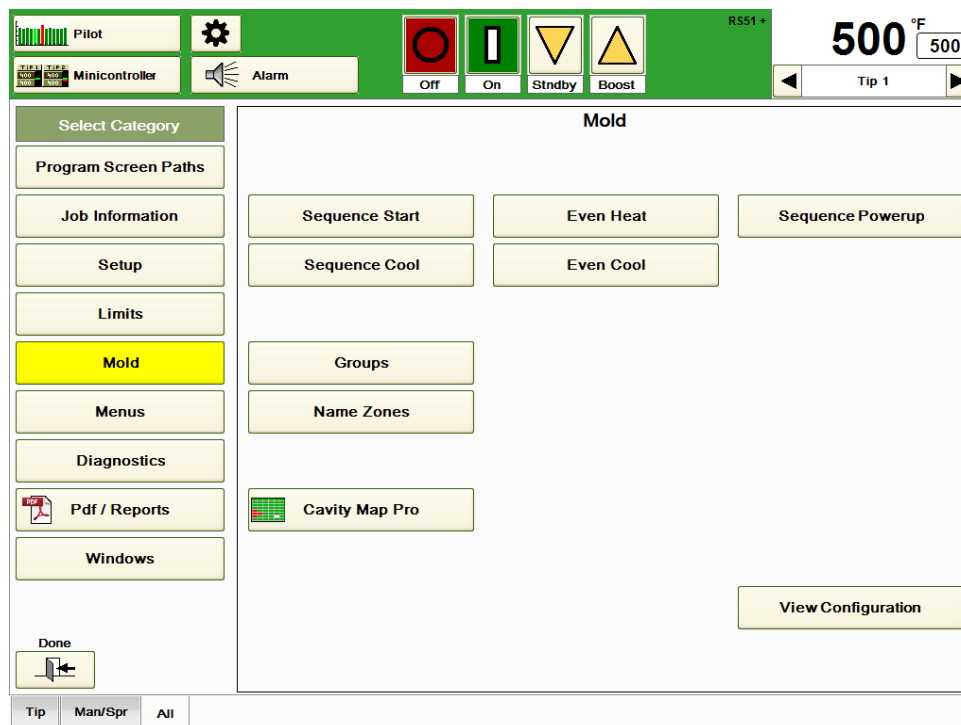 Pilot
RS51 +
500 °F
500
Minicontroller
Alarm
Off
On
Stndby
Boost
Tip 1
Select Category
Mold
Program Screen Paths
Job Information
Sequence Start
Even Heat
Sequence Powerup
Setup
Sequence Cool
Even Cool
Limits
Mold
Groups
Menus
Name Zones
Diagnostics
PDF
Pdf / Reports
Cavity Map Pro
Windows
View Configuration
Done
Tip
Man/Spr
All